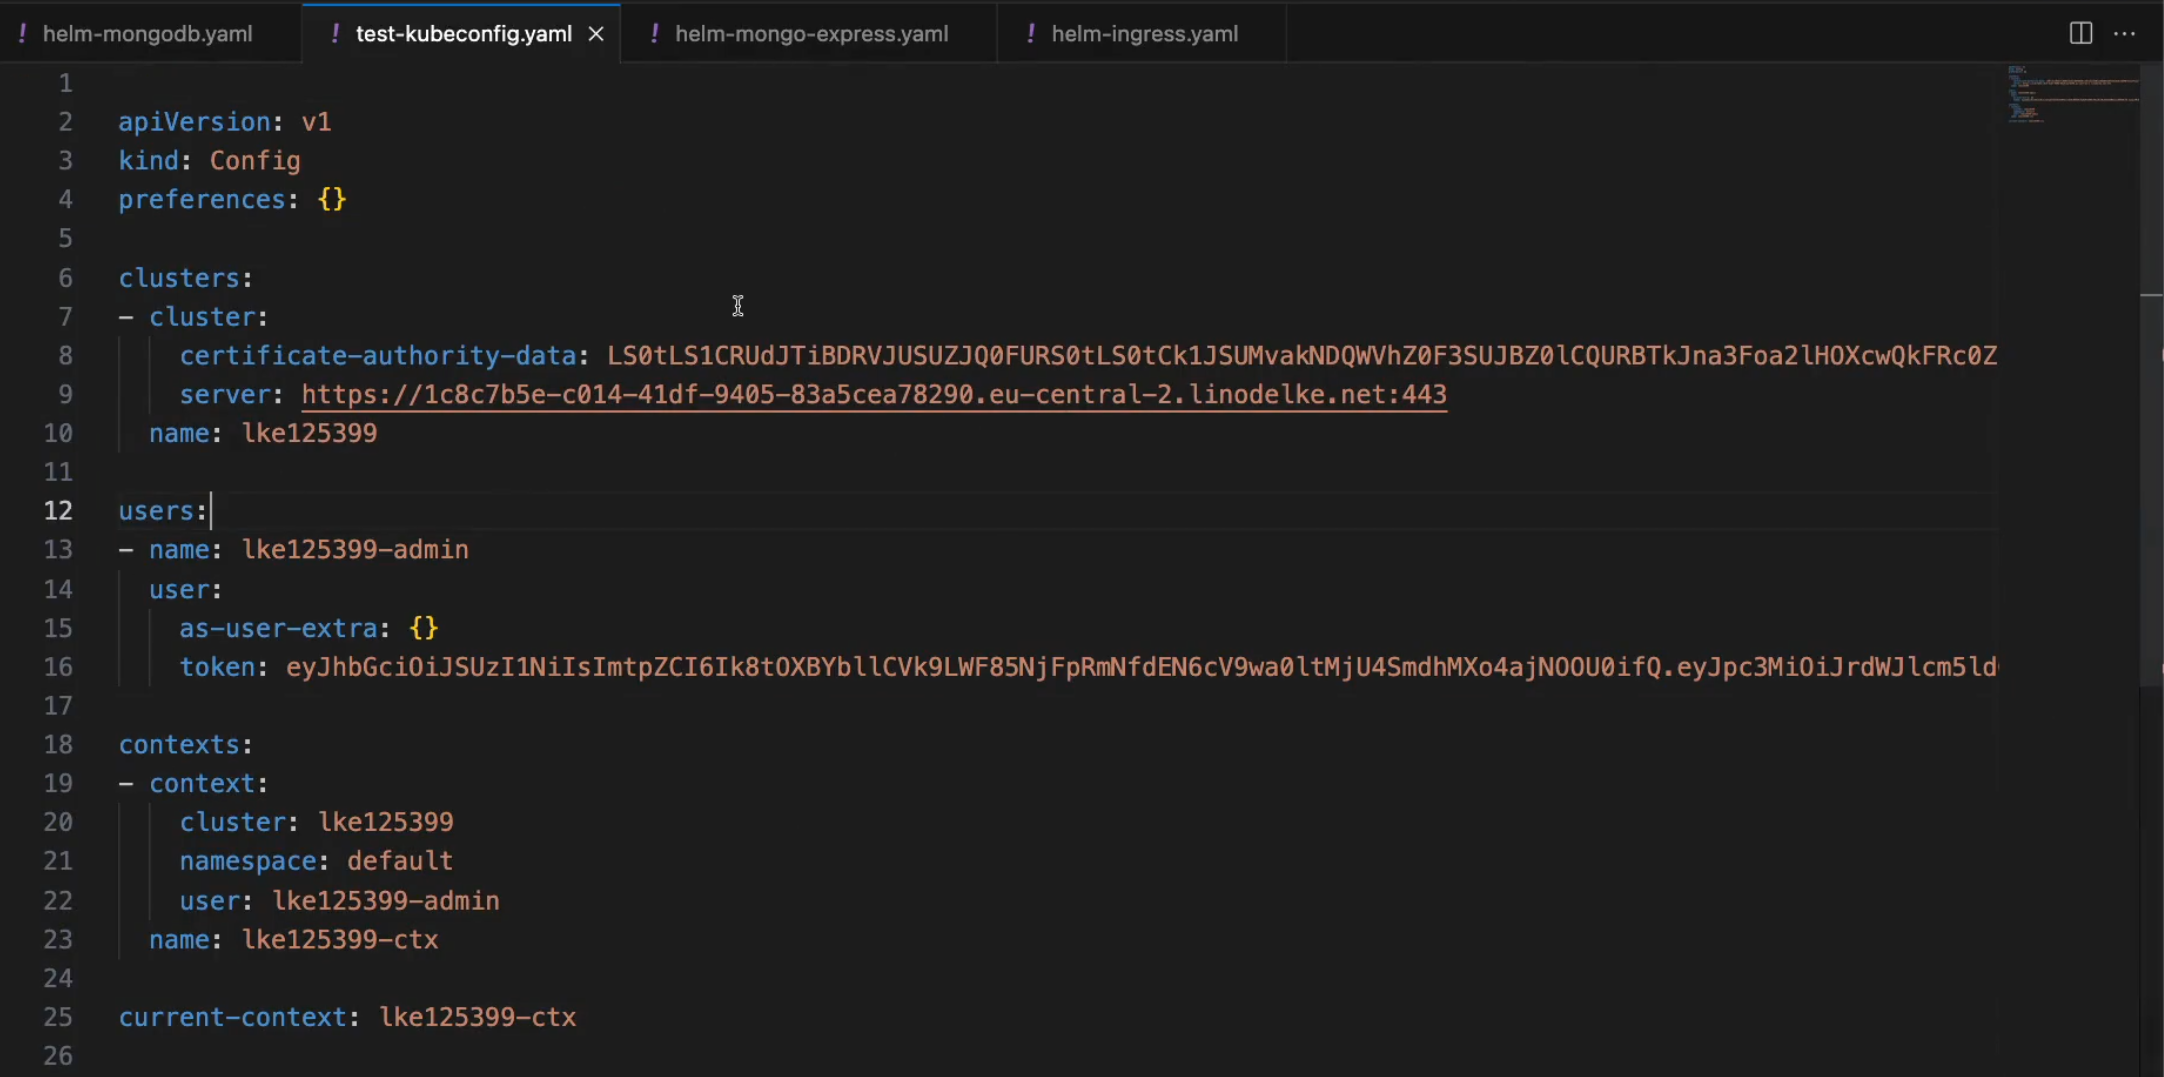 ! helm-mongodb.yaml ! test-kubeconfig.yaml × ! helm-mongo-express.yaml ! helm-ingress.yaml ···
1
2 apiVersion: v1
3 kind: Config
4 preferences: {}
5
6 clusters:
7 - cluster:
8 certificate-authority-data: LS0tLS1CRUdJTiBDRVJUSUZJQ0FURS0tLS0tCk1JSUMvakNDQWVhZ0F3SUJBZ0lCQURBTkJna3Foa2lHOXcwQkFRc0Z
9 server: https://1c8c7b5e-c014-41df-9405-83a5cea78290.eu-central-2.linodelke.net:443
10 name: lke125399
11
12 users:
13 - name: lke125399-admin
14 user:
15 as-user-extra: {}
16 token: eyJhbGciOiJSUzI1NiIsImtpZCI6Ik8tOXBYbllCVk9LWF85NjFpRmNfdEN6cV9wa0ltMjU4SmdhMXo4ajNOOU0ifQ.eyJpc3MiOiJrdWJlcm5ld
17
18 contexts:
19 - context:
20 cluster: lke125399
21 namespace: default
22 user: lke125399-admin
23 name: lke125399-ctx
24
25 current-context: lke125399-ctx
26